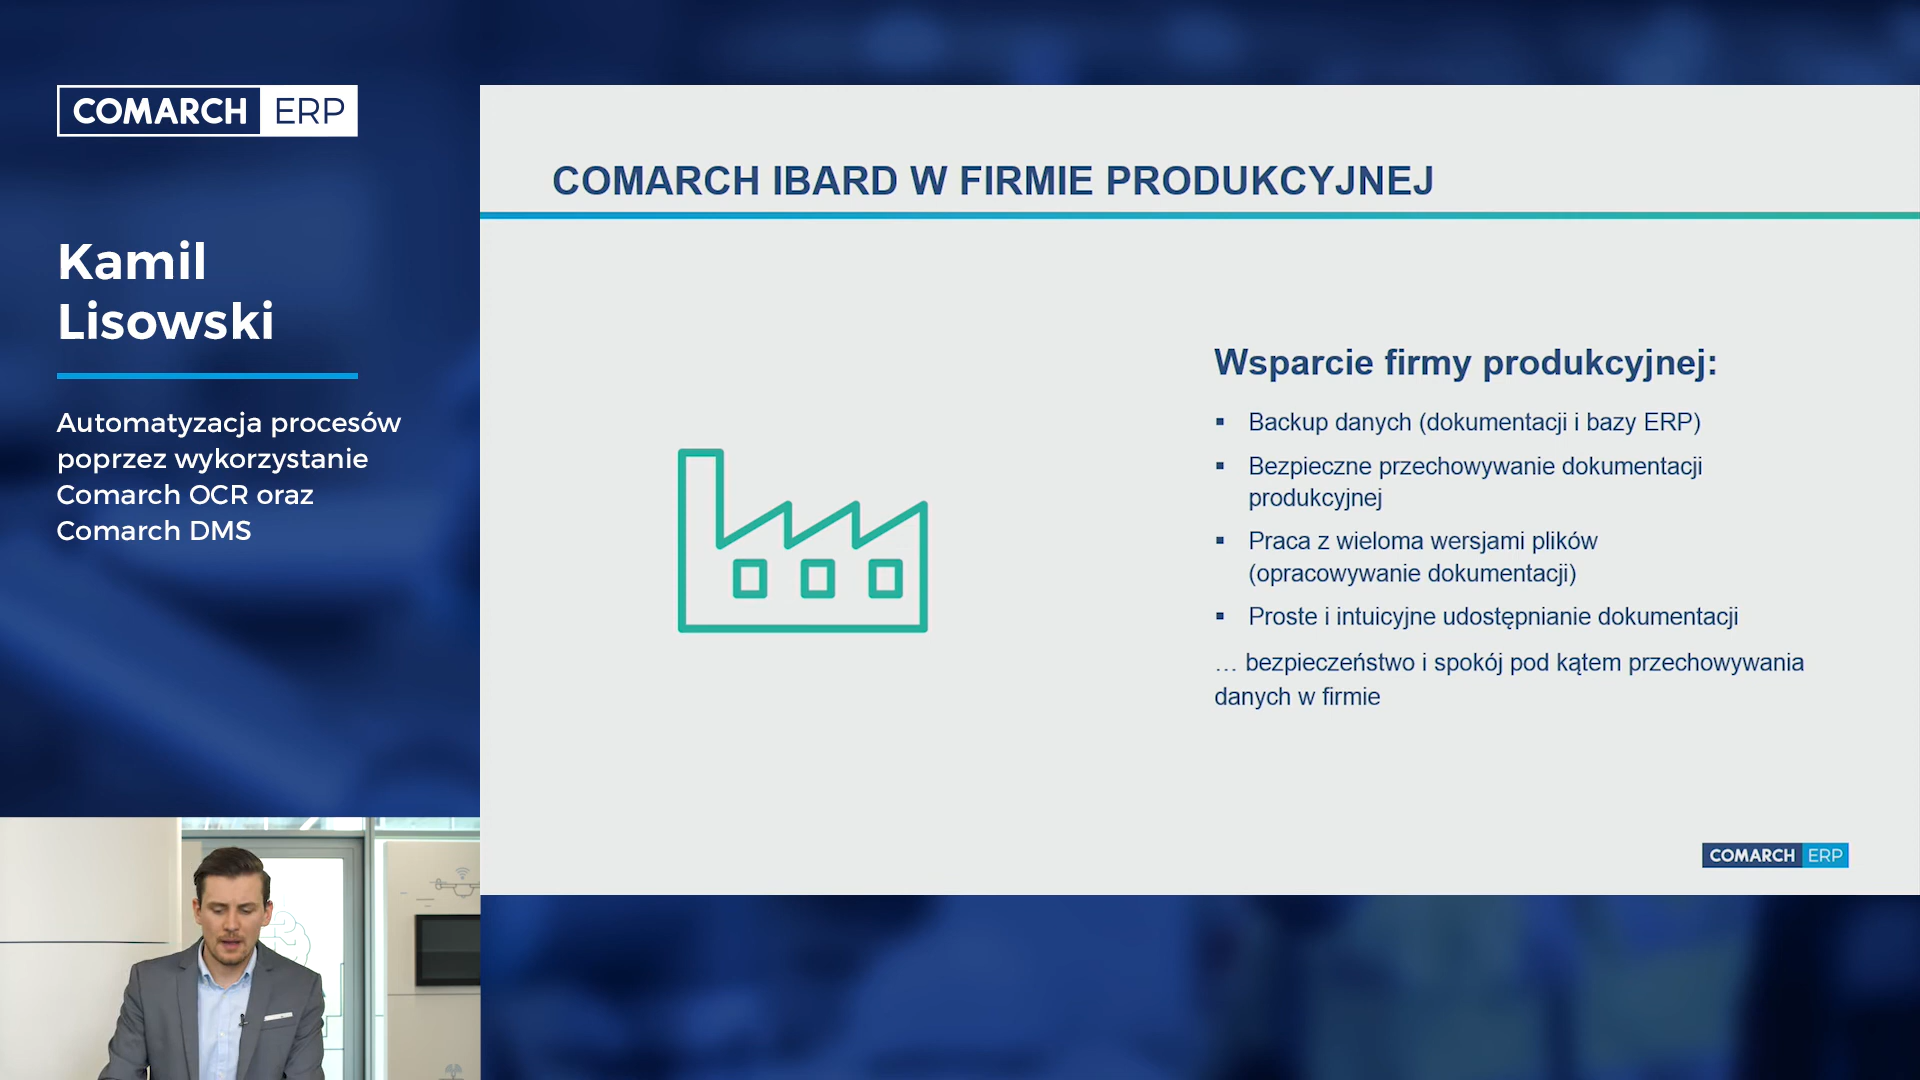 COMARCH ERP
Kamil
Lisowski
Automatyzacja procesów
poprzez wykorzystanie
Comarch OCR oraz
Comarch DMS
COMARCH IBARD W FIRMIE PRODUKCYJNEJ
Wsparcie firmy produkcyjnej:
▪ Backup danych (dokumentacji i bazy ERP)
▪ Bezpieczne przechowywanie dokumentacji
produkcyjnej
▪ Praca z wieloma wersjami plików
(opracowywanie dokumentacji)
▪ Proste i intuicyjne udostępnianie dokumentacji
… bezpieczeństwo i spokój pod kątem przechowywania
danych w firmie
COMARCH ERP